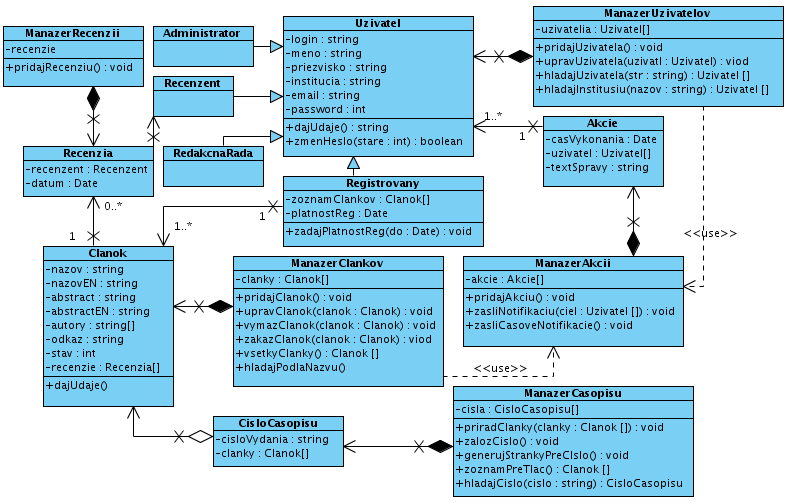 ManazerRecenzii
-recenzie
+pridajRecenziu() : void
Administrator
Recenzent
RedakcnaRada
Uzivatel
-login : string
-meno : string
-priezvisko : string
-institucia : string
-email : string
-password : int
+dajUdaje() : string
+zmenHeslo(stare : int) : boolean
ManazerUzivatelov
-uzivatelia : Uzivatel[]
+pridajUzivatela() : void
+upravUzivatela(uzivatl : Uzivatel) : viod
+hladajUzivatela(str : string) : Uzivatel []
+hladajInstitusiu(nazov : string) : Uzivatel []
1..*
1
Akcie
-casVykonania : Date
-uzivatel : Uzivatel[]
-textSpravy : string
Recenzia
-recenzent : Recenzent
-datum : Date
0..*
1
Registrovany
-zoznamClankov : Clanok[]
-platnostReg : Date
+zadajPlatnostReg(do : Date) : void
1
1..*
<<use>>
Clanok
-nazov : string
-nazovEN : string
-abstract : string
-abstractEN : string
-autory : string[]
-odkaz : string
-stav : int
-recenzie : Recenzia[]
+dajUdaje()
ManazerClankov
-clanky : Clanok[]
+pridajClanok() : void
+upravClanok(clanok : Clanok) : void
+vymazClanok(clanok : Clanok) : void
+zakazClanok(clanok : Clanok) : viod
+vsetkyClanky() : Clanok []
+hladajPodlaNazvu()
ManazerAkcii
-akcie : Akcie[]
+pridajAkciu() : void
+zasliNotifikaciu(ciel : Uzivatel []) : void
+zasliCasoveNotifikacie() : void
<<use>>
CisloCasopisu
-cisloVydania : string
-clanky : Clanok[]
ManazerCasopisu
-cisla : CisloCasopisu[]
+priradClanky(clanky : Clanok []) : void
+zalozCislo() : void
+generujStrankyPreCIslo() : void
+zoznamPreTlac() : Clanok []
+hladajCislo(cislo : string) : CisloCasopisu